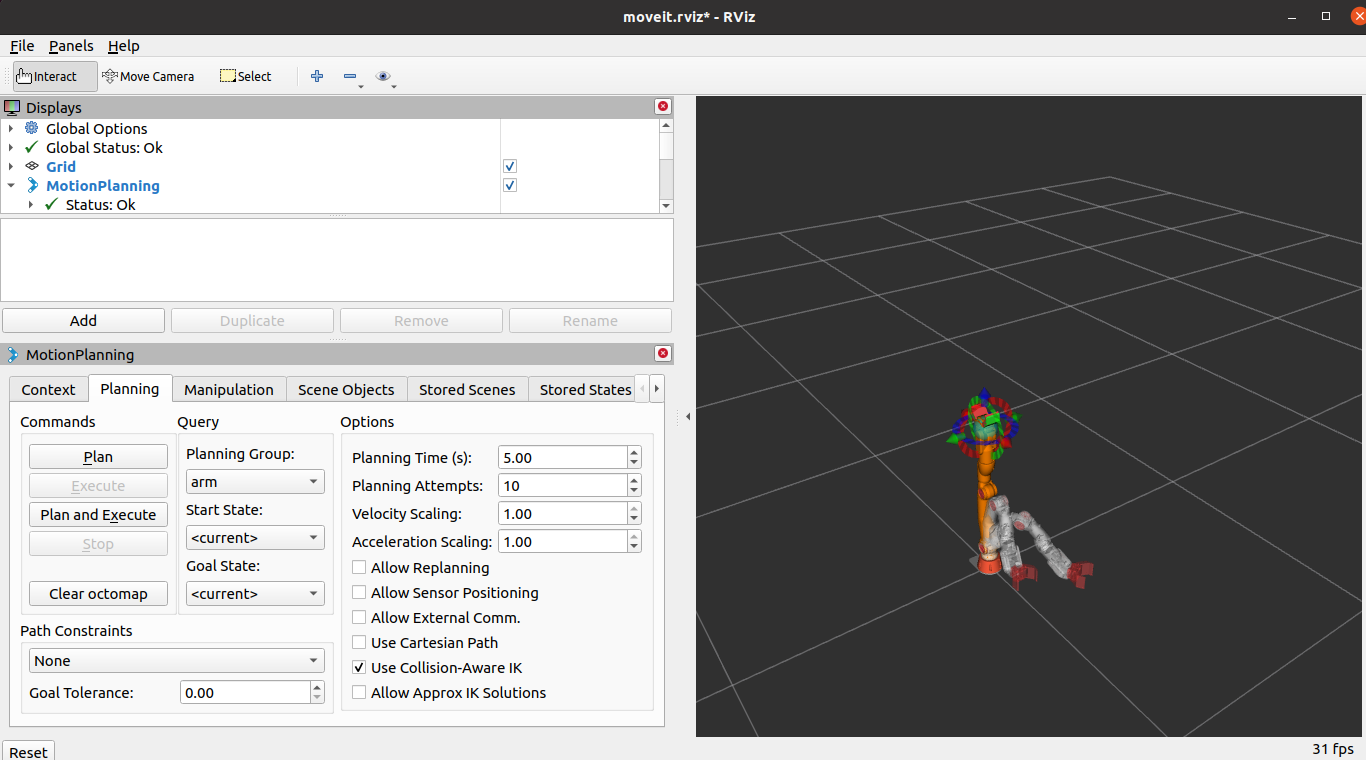 moveit.rviz* - RViz
File Panels Help
Interact Move Camera Select
Displays
Global Options
Global Status: Ok
Grid
MotionPlanning
Status: Ok
Add Duplicate Remove Rename
MotionPlanning
Context Planning Manipulation Scene Objects Stored Scenes Stored States
Commands Query Options
Plan
Execute
Plan and Execute
Stop
Clear octomap
Planning Group:
arm
Start State:
<current>
Goal State:
<current>
Planning Time (s): 5.00
Planning Attempts: 10
Velocity Scaling: 1.00
Acceleration Scaling: 1.00
Allow Replanning
Allow Sensor Positioning
Allow External Comm.
Use Cartesian Path
Use Collision-Aware IK
Allow Approx IK Solutions
Path Constraints
None
Goal Tolerance: 0.00
Reset
31 fps